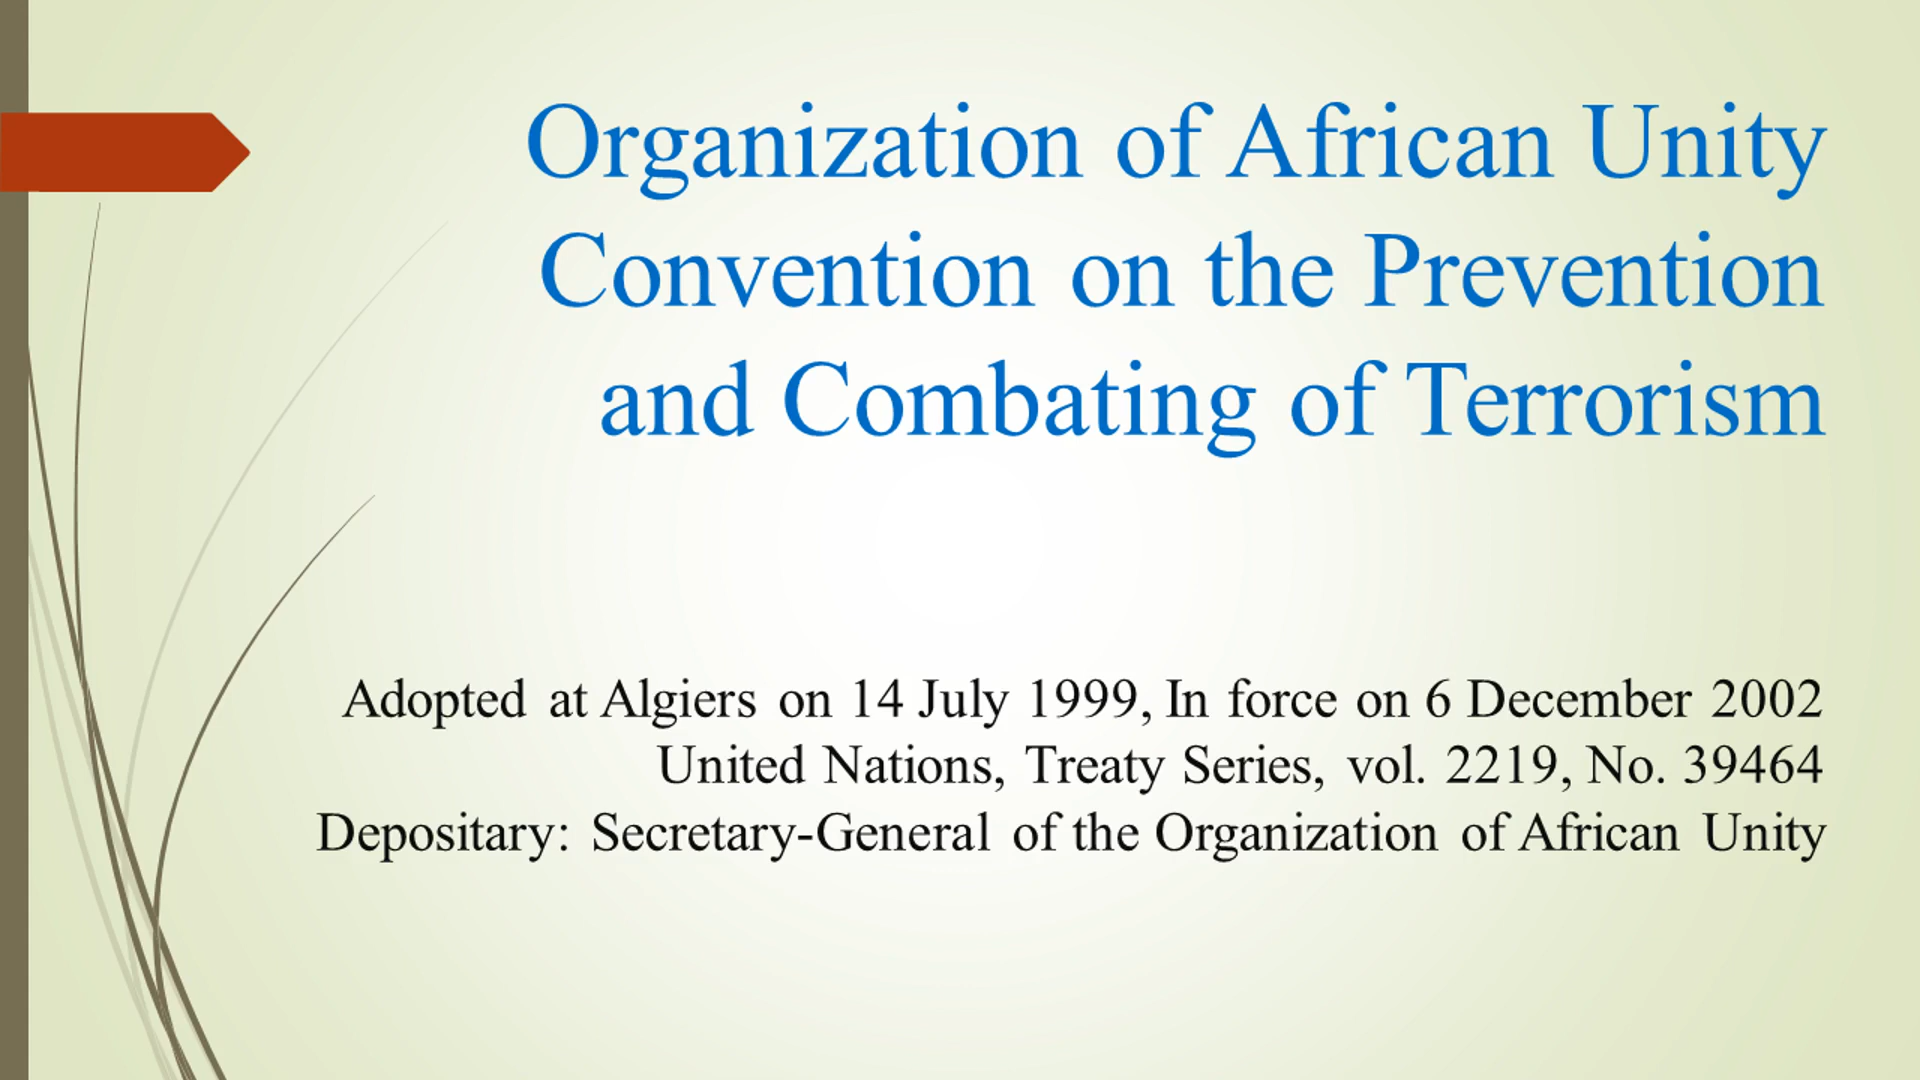 Organization of African Unity
Convention on the Prevention
and Combating of Terrorism
Adopted at Algiers on 14 July 1999, In force on 6 December 2002
United Nations, Treaty Series, vol. 2219, No. 39464
Depositary: Secretary-General of the Organization of African Unity